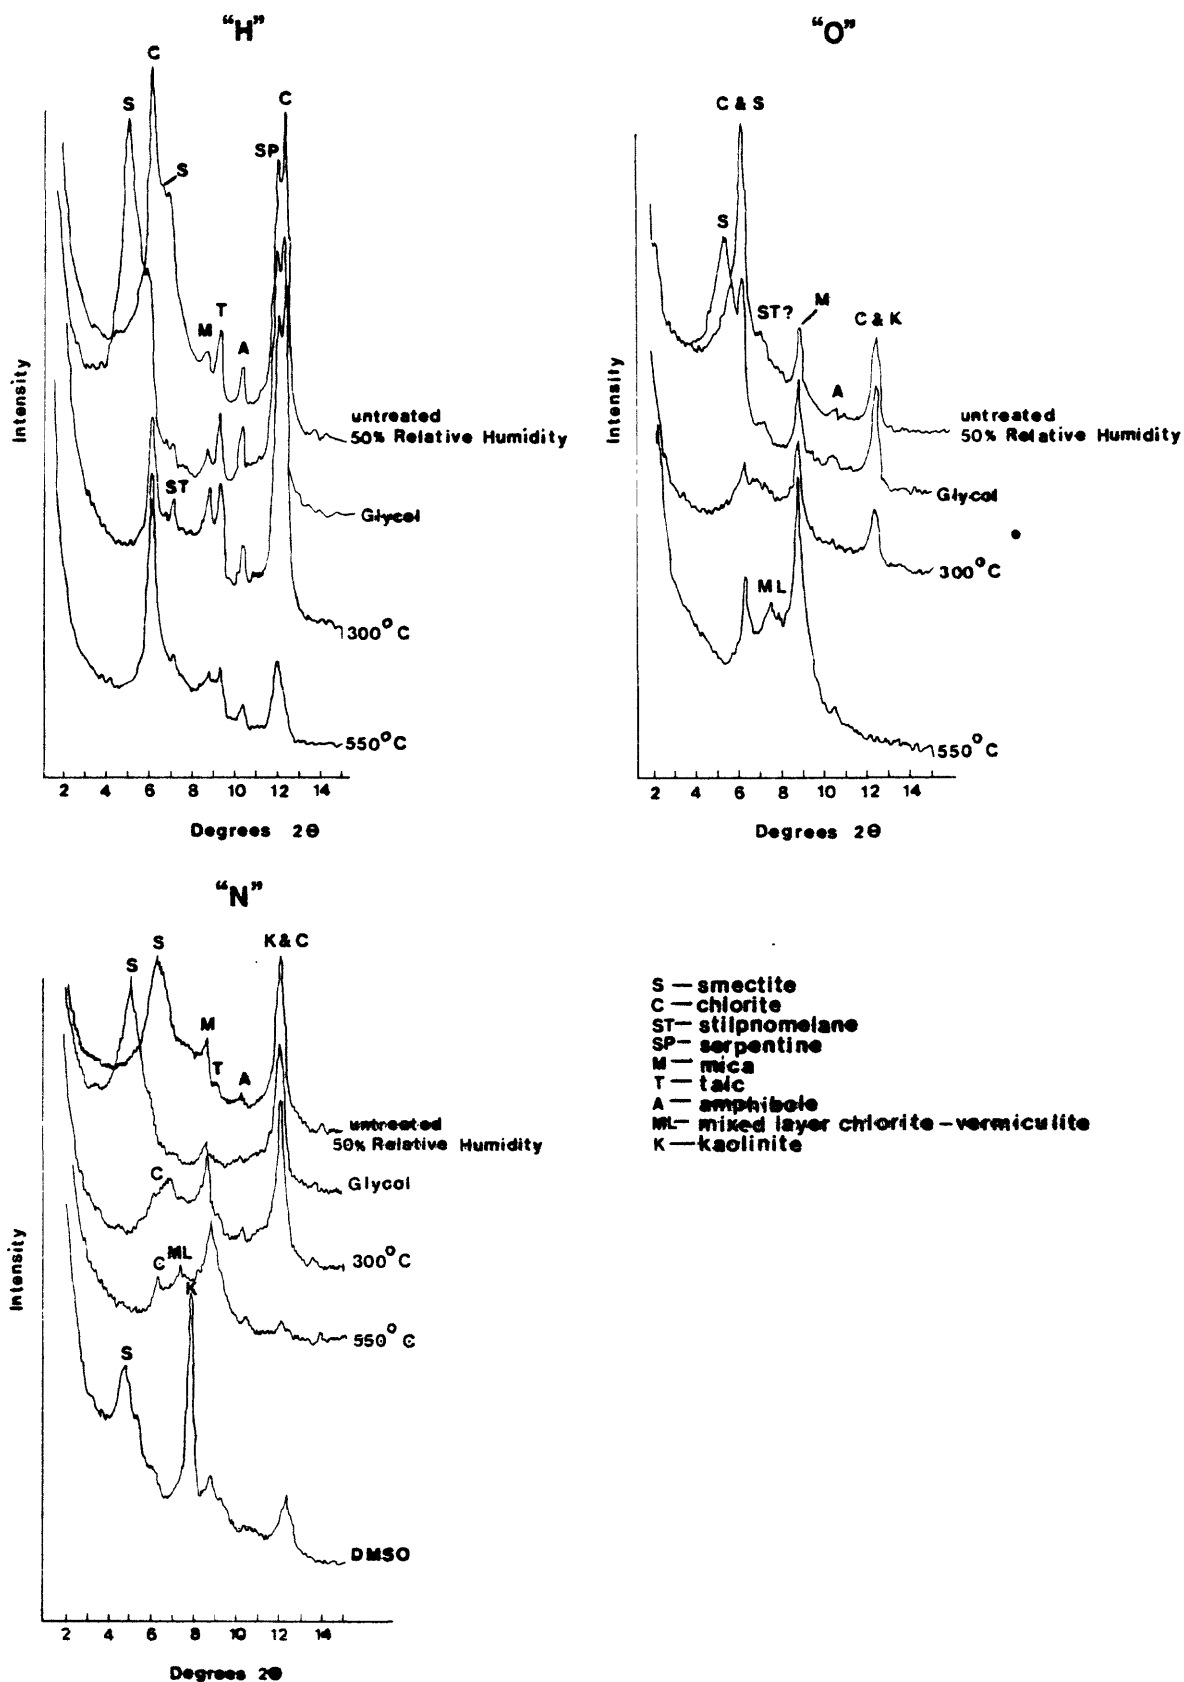 “H”
C
S
C
SP
S
T
M
A
ST
untreated
50% Relative Humidity
Glycol
300°C
550°C
Intensity
2 4 6 8 10 12 14
Degrees 2θ
“O”
C & S
S
ST?
M
C & K
A
ML
untreated
50% Relative Humidity
Glycol
300°C
550°C
Intensity
2 4 6 8 10 12 14
Degrees 2θ
“N”
S
S
K & C
M
T
A
untreated
50% Relative Humidity
C
Glycol
C
ML
300°C
K
550°C
S
DMSO
Intensity
2 4 6 8 10 12 14
Degrees 2θ
S — smectite
C — chlorite
ST— stilpnomelane
SP— serpentine
M — mica
T — talc
A — amphibole
ML— mixed layer chlorite–vermiculite
K —kaolinite